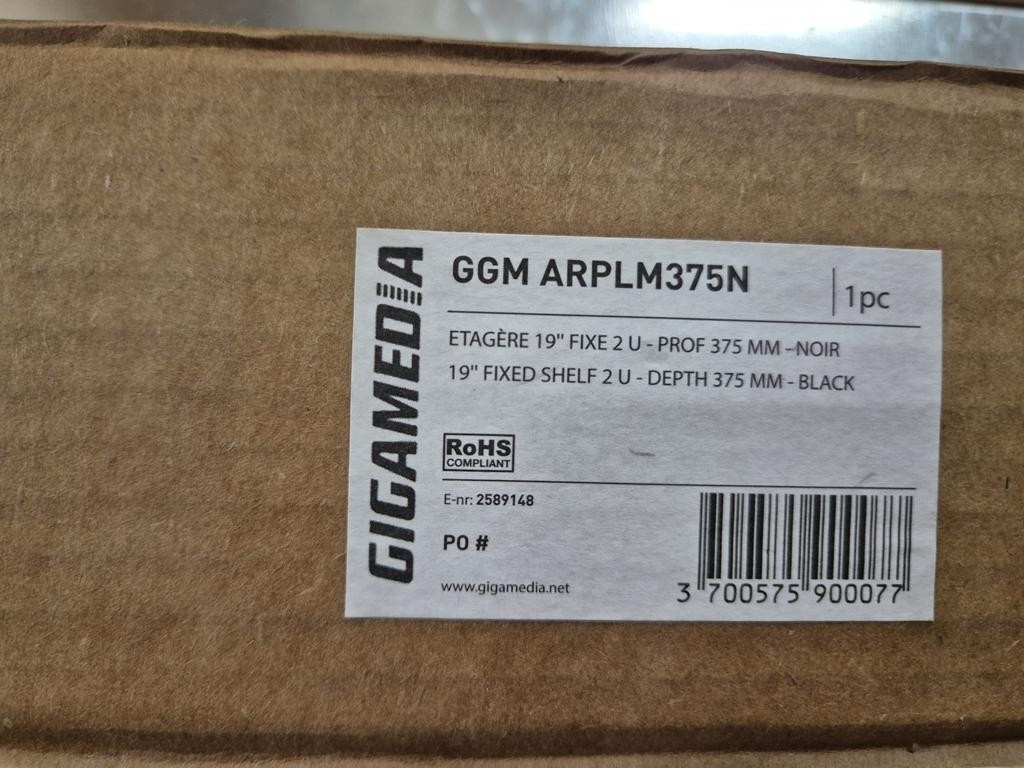 GIGAMEDIA
GGM ARPLM375N
1pc
ETAGÈRE 19" FIXE 2 U - PROF 375 MM - NOIR
19" FIXED SHELF 2 U - DEPTH 375 MM - BLACK
RoHS
COMPLIANT
E-nr: 2589148
PO #
www.gigamedia.net
3 700575 900077